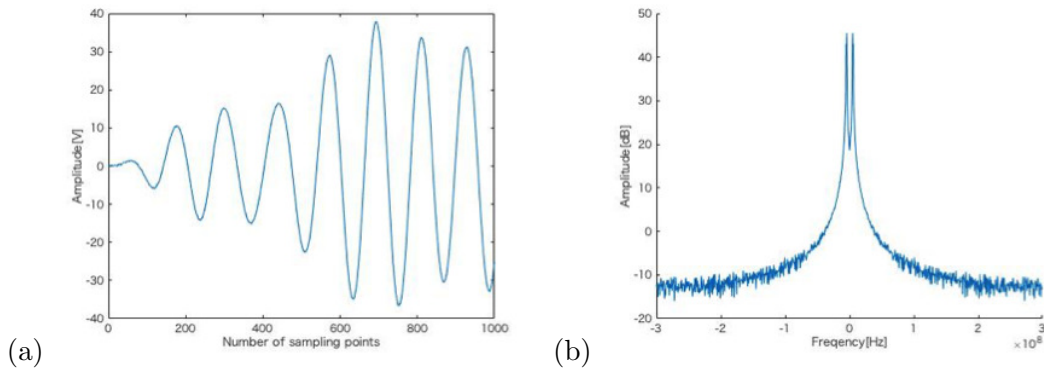 40
30
20
10
0
-10
-20
-30
-40
Amplitude[V]
0 200 400 600 800 1000
Number of sampling points
(a)
50
40
30
20
10
0
-10
-20
Amplitude[dB]
-3 -2 -1 0 1 2 3
Freqency[Hz]
×10⁸
(b)